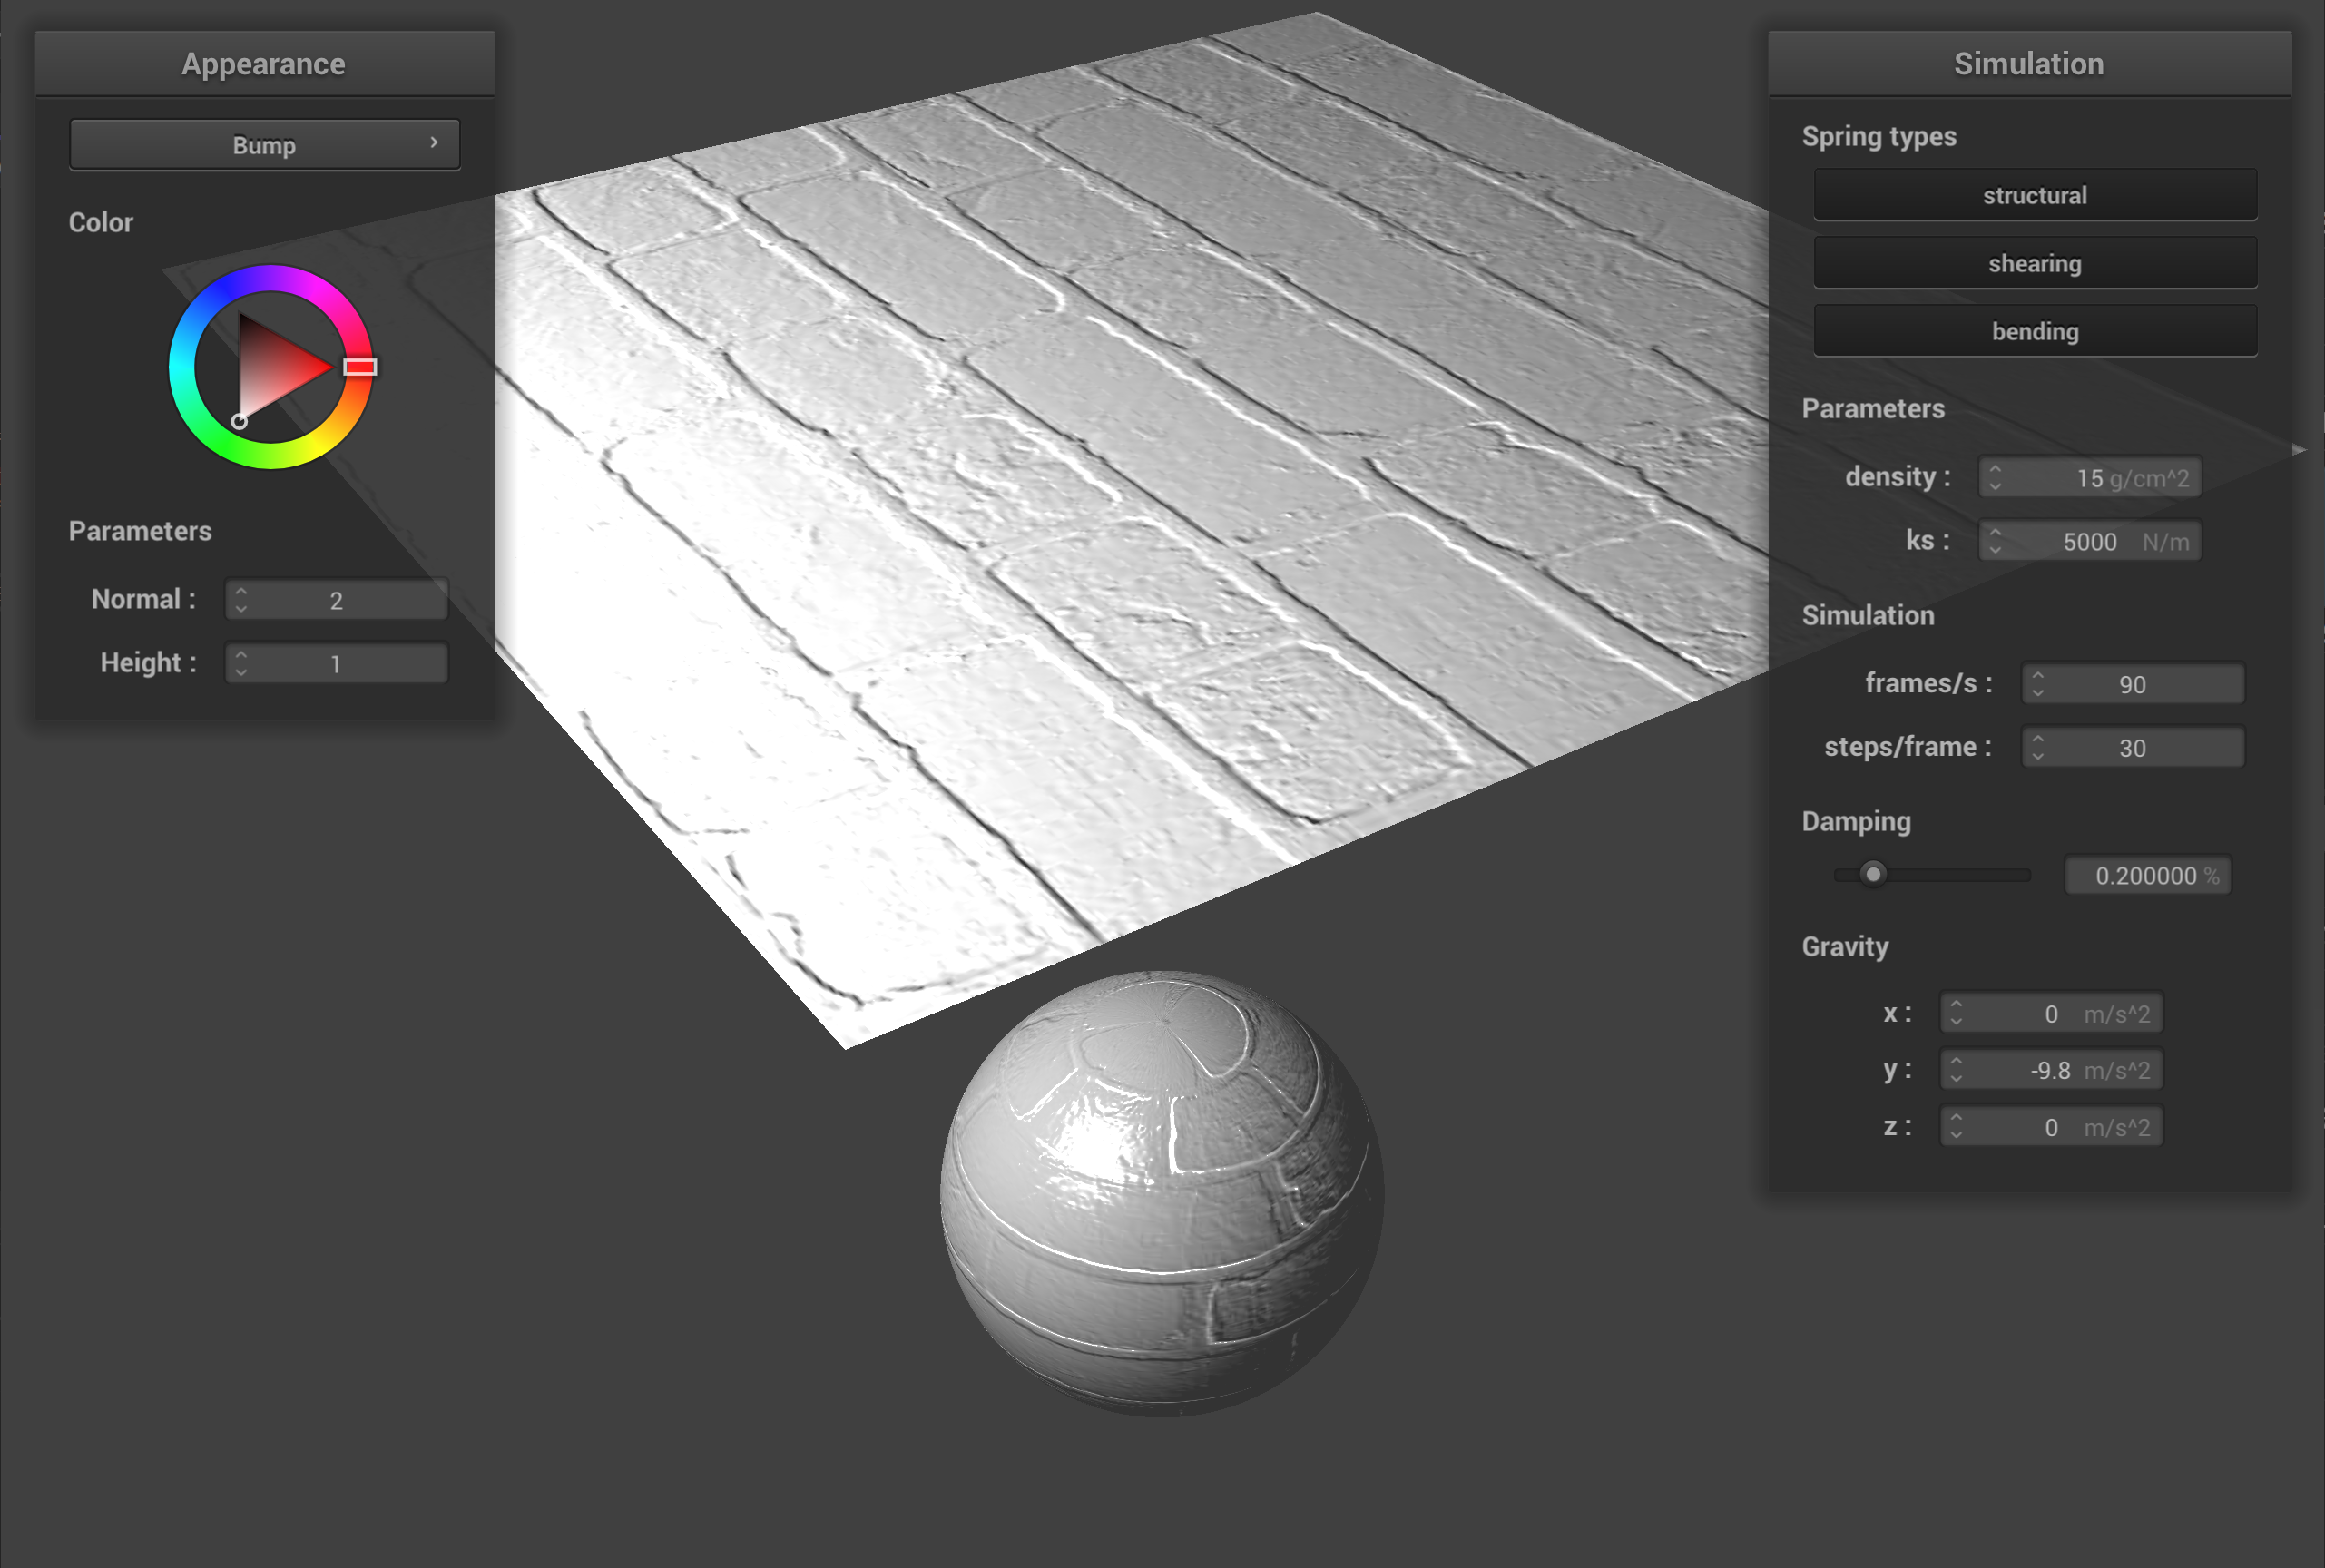 Appearance
Bump
Color
Parameters
Normal :
2
Height :
1
Simulation
Spring types
structural
shearing
bending
Parameters
density :
15 g/cm^2
ks :
5000 N/m
Simulation
frames/s :
90
steps/frame :
30
Damping
0.200000 %
Gravity
x :
0 m/s^2
y :
-9.8 m/s^2
z :
0 m/s^2